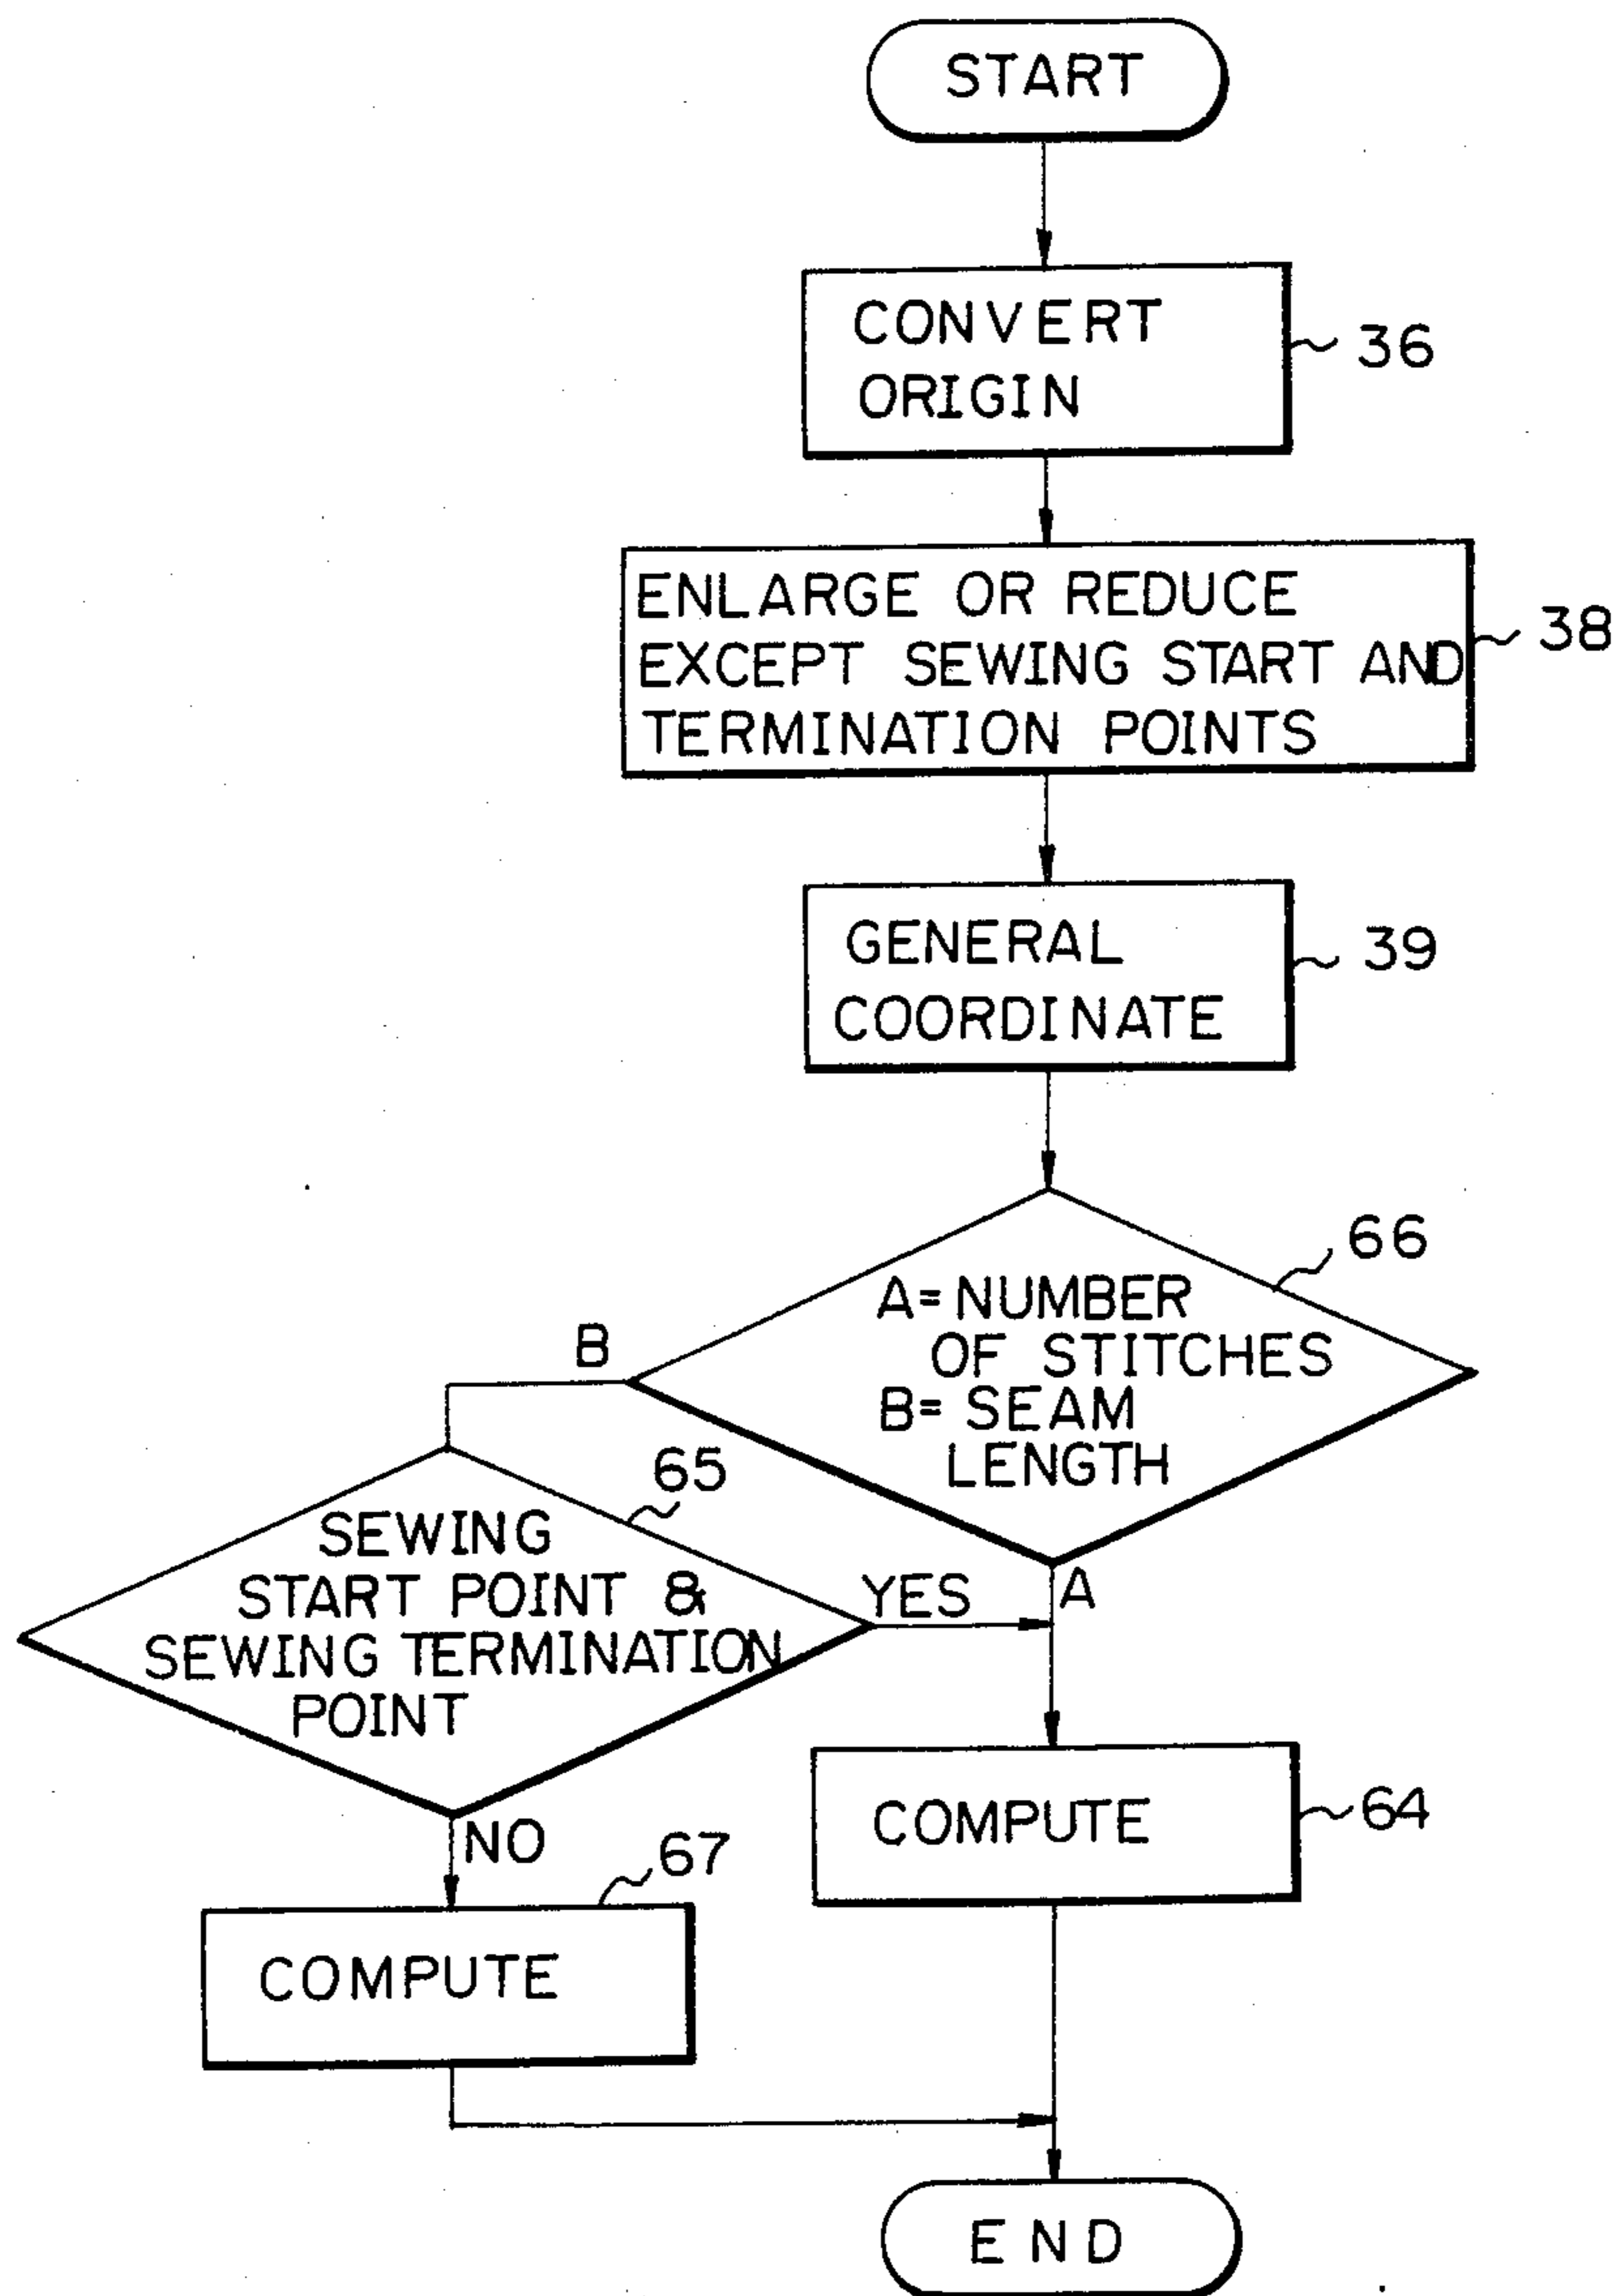 START
CONVERT
ORIGIN
36
ENLARGE OR REDUCE
EXCEPT SEWING START AND
TERMINATION POINTS
38
GENERAL
COORDINATE
39
66
A= NUMBER
OF STITCHES
B= SEAM
LENGTH
B
A
65
SEWING
START POINT &
SEWING TERMINATION
POINT
YES
NO
COMPUTE
64
67
COMPUTE
END